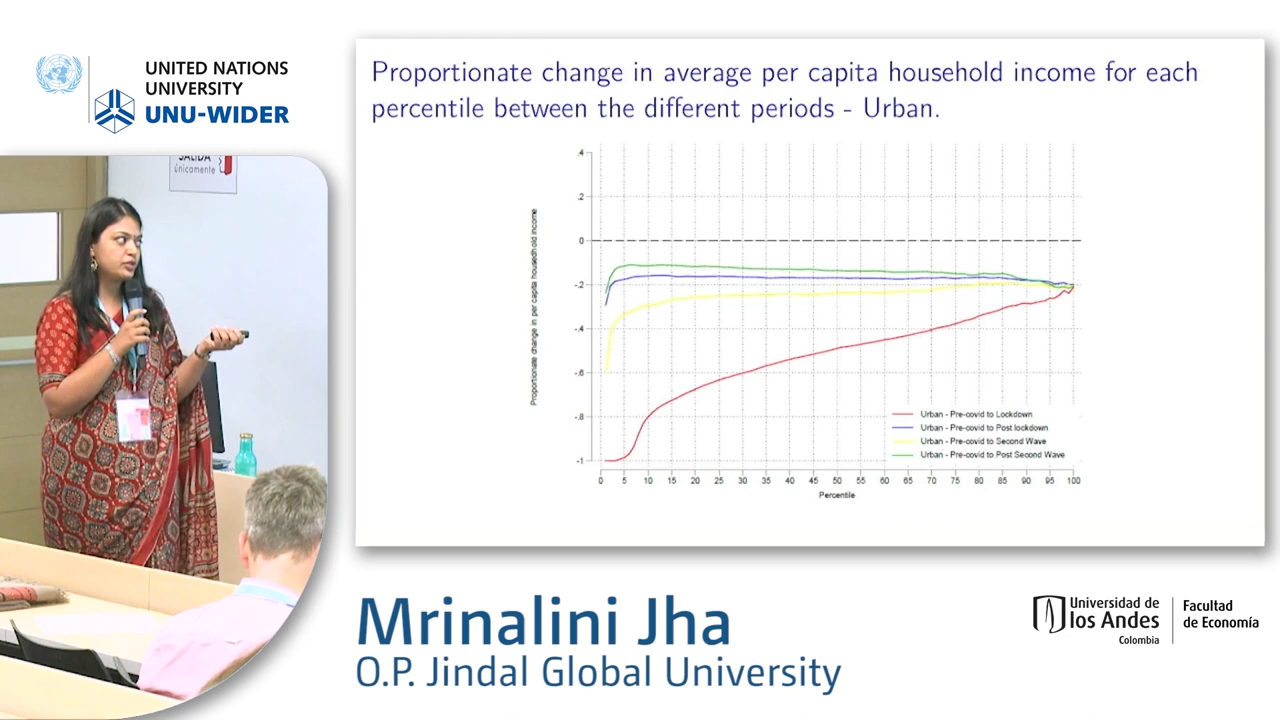 UNITED NATIONS
UNIVERSITY
UNU-WIDER
SALIDA
únicamente
Proportionate change in average per capita household income for each
percentile between the different periods - Urban.
Proportionate change in per capita household income
.4
.2
0
-.2
-.4
-.6
-.8
-1
Urban - Pre-covid to Lockdown
Urban - Pre-covid to Post lockdown
Urban - Pre-covid to Second Wave
Urban - Pre-covid to Post Second Wave
0 5 10 15 20 25 30 35 40 45 50 55 60 65 70 75 80 85 90 95 100
Percentile
Mrinalini Jha
O.P. Jindal Global University
Universidad de
los Andes
Colombia
Facultad
de Economía